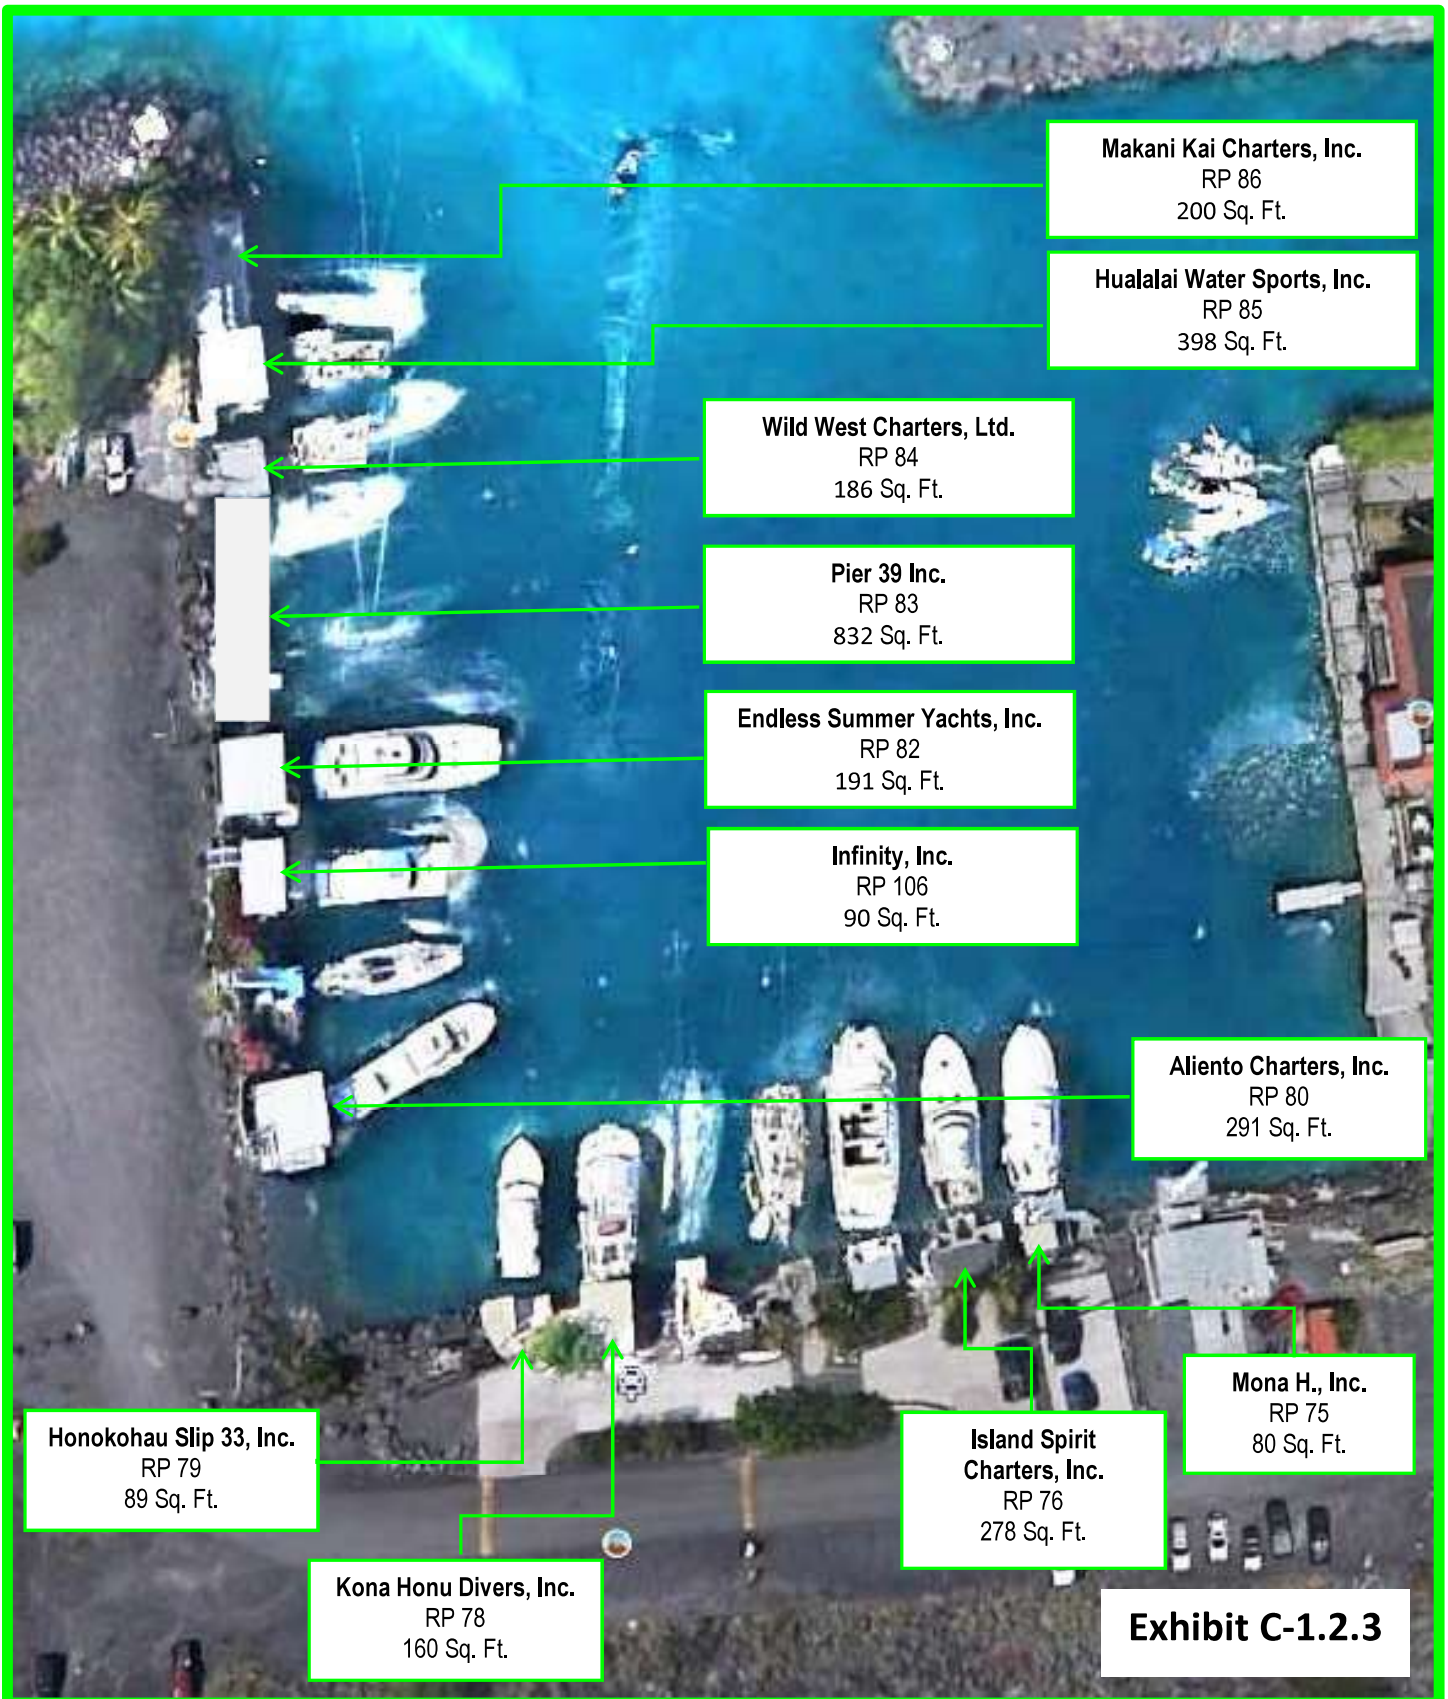 Makani Kai Charters, Inc.
RP 86
200 Sq. Ft.
Hualalai Water Sports, Inc.
RP 85
398 Sq. Ft.
Wild West Charters, Ltd.
RP 84
186 Sq. Ft.
Pier 39 Inc.
RP 83
832 Sq. Ft.
Endless Summer Yachts, Inc.
RP 82
191 Sq. Ft.
Infinity, Inc.
RP 106
90 Sq. Ft.
Aliento Charters, Inc.
RP 80
291 Sq. Ft.
Mona H., Inc.
RP 75
80 Sq. Ft.
Island Spirit
Charters, Inc.
RP 76
278 Sq. Ft.
Honokohau Slip 33, Inc.
RP 79
89 Sq. Ft.
Kona Honu Divers, Inc.
RP 78
160 Sq. Ft.
Exhibit C-1.2.3